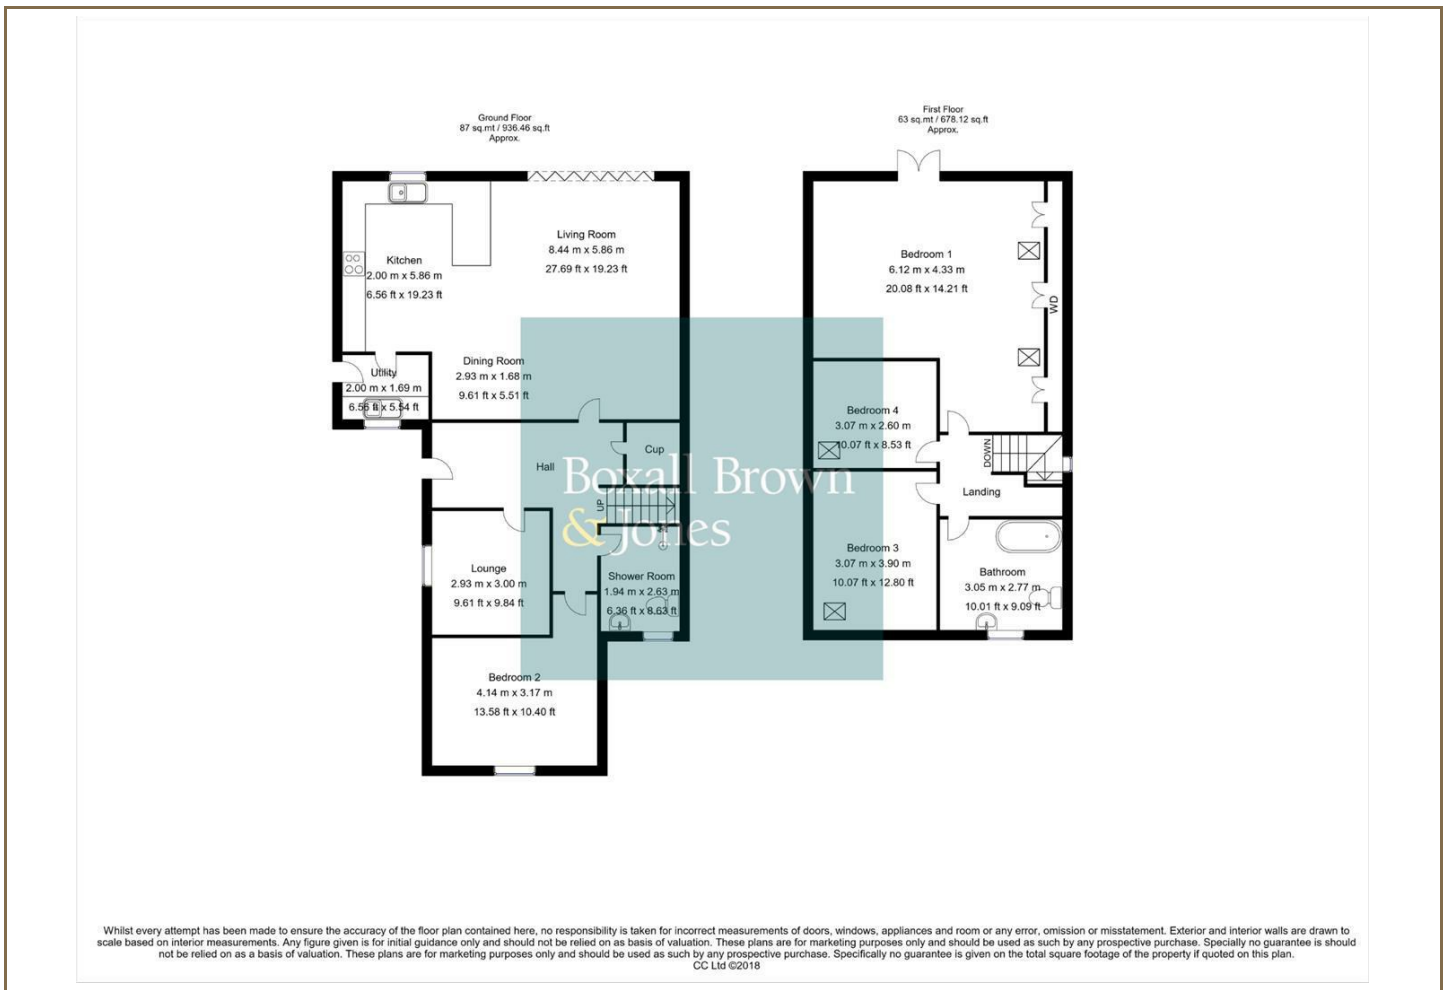 Ground Floor
87 sq.mt / 936.46 sq.ft
Approx.
First Floor
63 sq.mt / 678.12 sq.ft
Approx.
Living Room
8.44 m x 5.86 m
27.69 ft x 19.23 ft
Kitchen
2.00 m x 5.86 m
6.56 ft x 19.23 ft
Dining Room
2.93 m x 1.68 m
9.61 ft x 5.51 ft
Utility
2.00 m x 1.69 m
6.56 ft x 5.54 ft
Hall
Cup
UP
Lounge
2.93 m x 3.00 m
9.61 ft x 9.84 ft
Shower Room
1.94 m x 2.63 m
6.36 ft x 8.63 ft
Bedroom 2
4.14 m x 3.17 m
13.58 ft x 10.40 ft
Bedroom 1
6.12 m x 4.33 m
20.08 ft x 14.21 ft
WD
Bedroom 4
3.07 m x 2.60 m
10.07 ft x 8.53 ft
DOWN
Landing
Bedroom 3
3.07 m x 3.90 m
10.07 ft x 12.80 ft
Bathroom
3.05 m x 2.77 m
10.01 ft x 9.09 ft
Boxall Brown
& Jones
Whilst every attempt has been made to ensure the accuracy of the floor plan contained here, no responsibility is taken for incorrect measurements of doors, windows, appliances and room or any error, omission or misstatement. Exterior and interior walls are drawn to
scale based on interior measurements. Any figure given is for initial guidance only and should not be relied on as basis of valuation. These plans are for marketing purposes only and should be used as such by any prospective purchase. Specially no guarantee is should
not be relied on as a basis of valuation. These plans are for marketing purposes only and should be used as such by any prospective purchase. Specifically no guarantee is given on the total square footage of the property if quoted on this plan.
CC Ltd ©2018